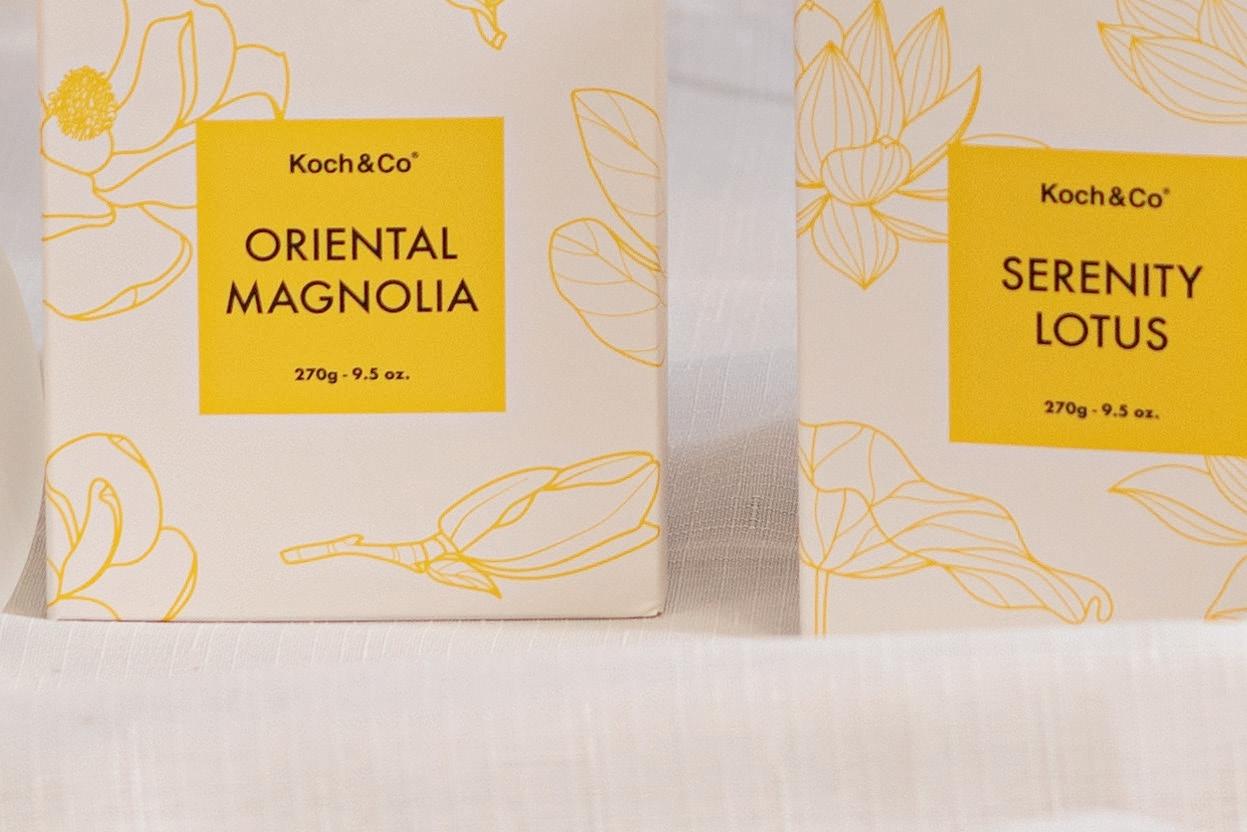 Koch&Co®
ORIENTAL
MAGNOLIA
270g - 9.5 oz.
Koch&Co®
SERENITY
LOTUS
270g - 9.5 oz.